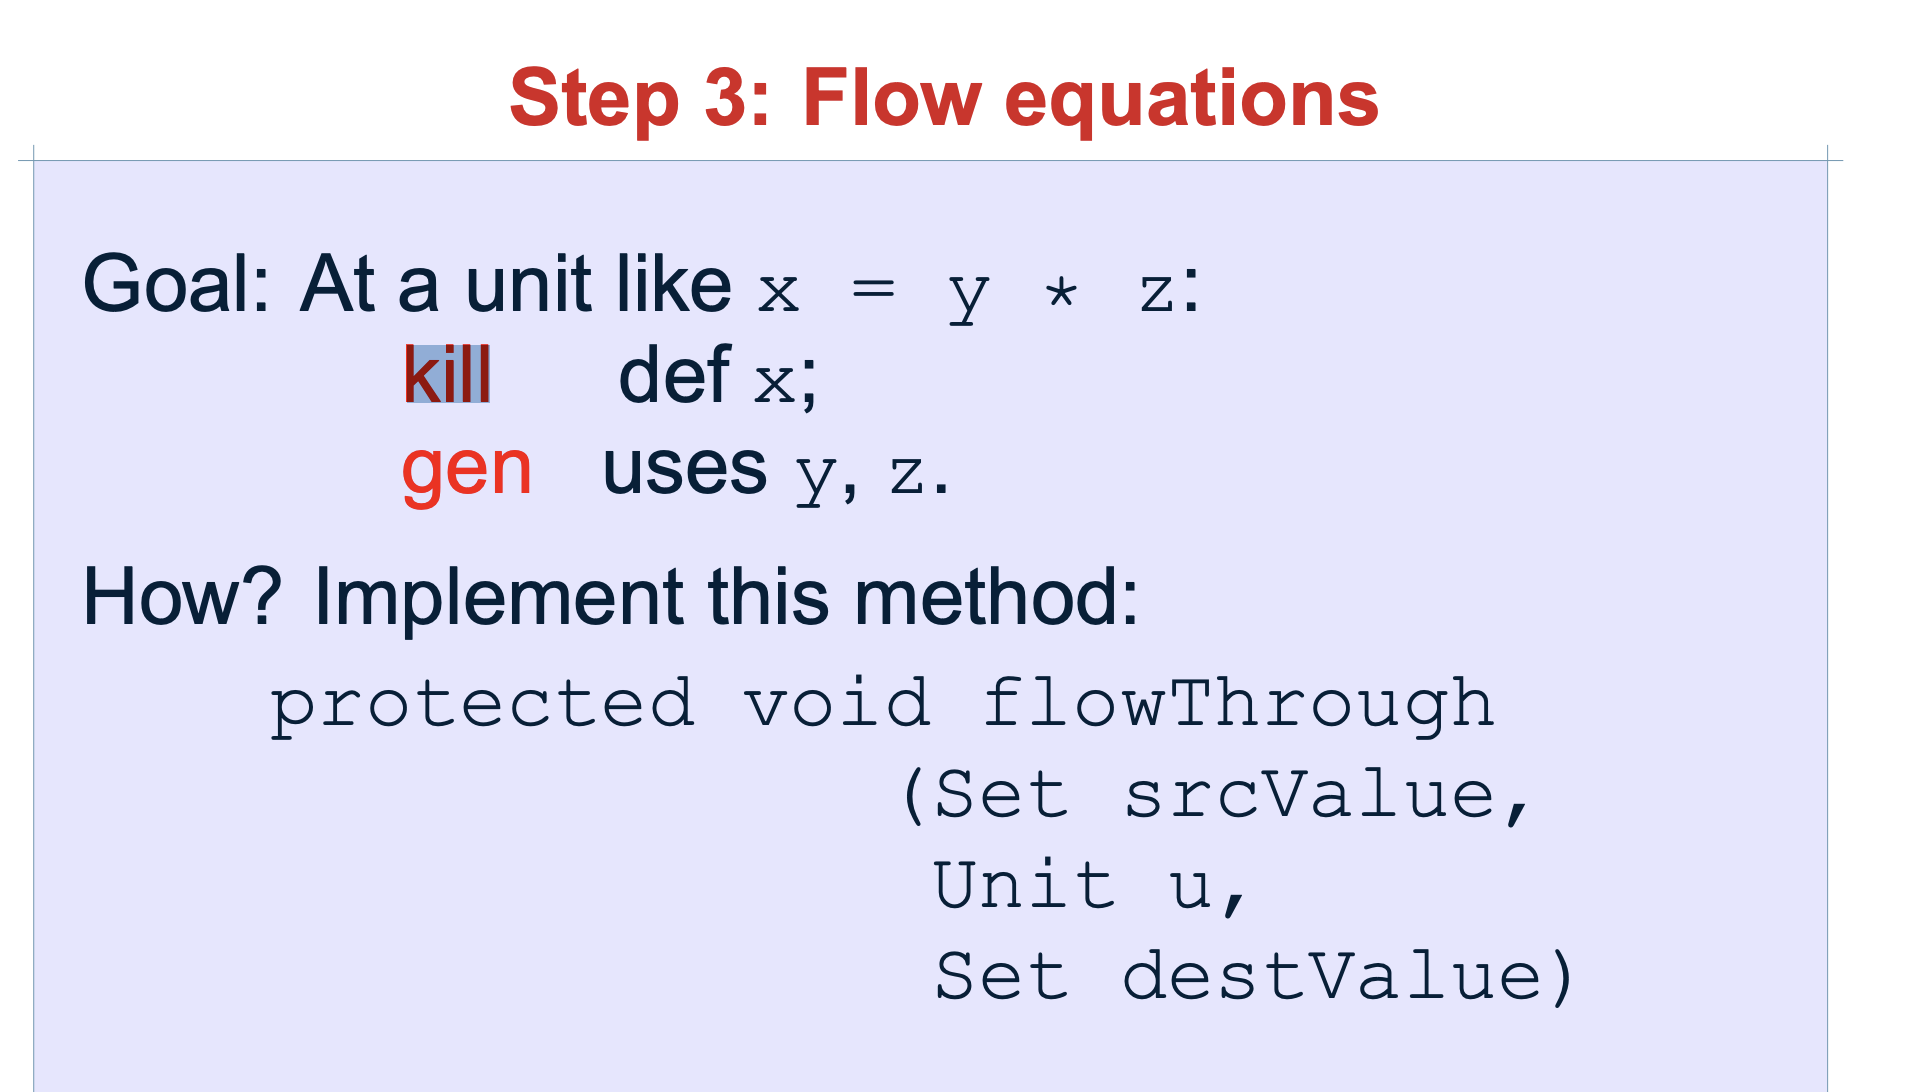 Step 3: Flow equations
Goal: At a unit like x = y * z:
kill def x;
gen uses y, z.
How? Implement this method:
protected void flowThrough
(Set srcValue,
Unit u,
Set destValue)